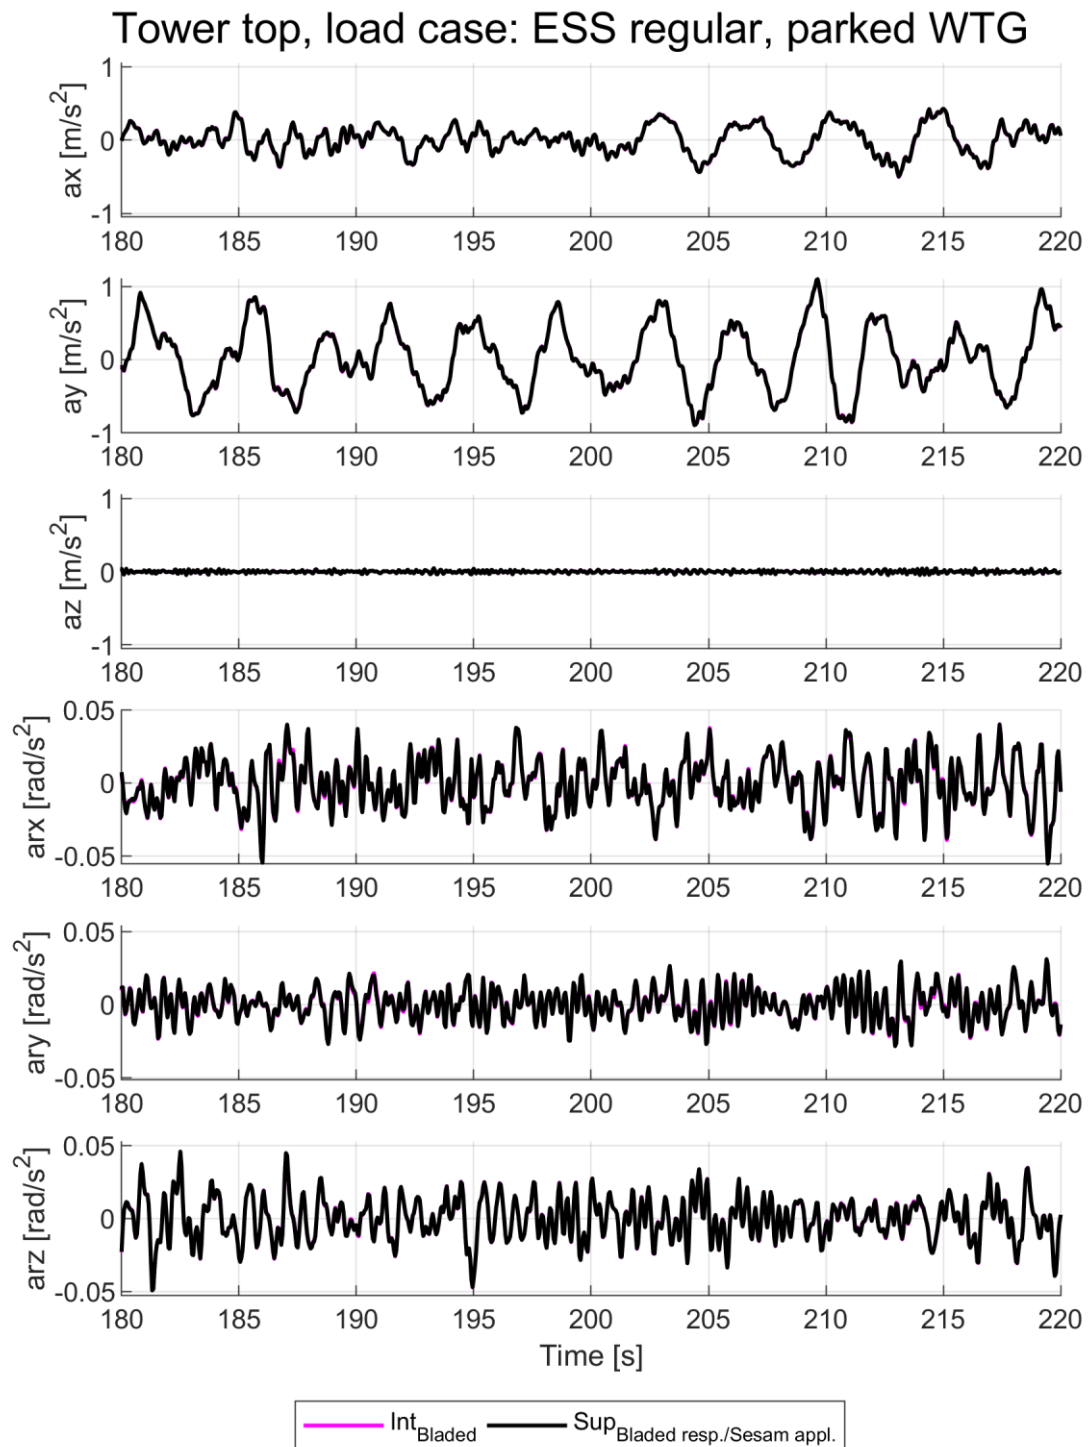 Tower top, load case: ESS regular, parked WTG
ax [m/s²]
1
0
-1
180 185 190 195 200 205 210 215 220
ay [m/s²]
1
0
-1
180 185 190 195 200 205 210 215 220
az [m/s²]
1
0
-1
180 185 190 195 200 205 210 215 220
arx [rad/s²]
0.05
0
-0.05
180 185 190 195 200 205 210 215 220
ary [rad/s²]
0.05
0
-0.05
180 185 190 195 200 205 210 215 220
arz [rad/s²]
0.05
0
-0.05
180 185 190 195 200 205 210 215 220
Time [s]
Int Bladed Sup Bladed resp./Sesam appl.